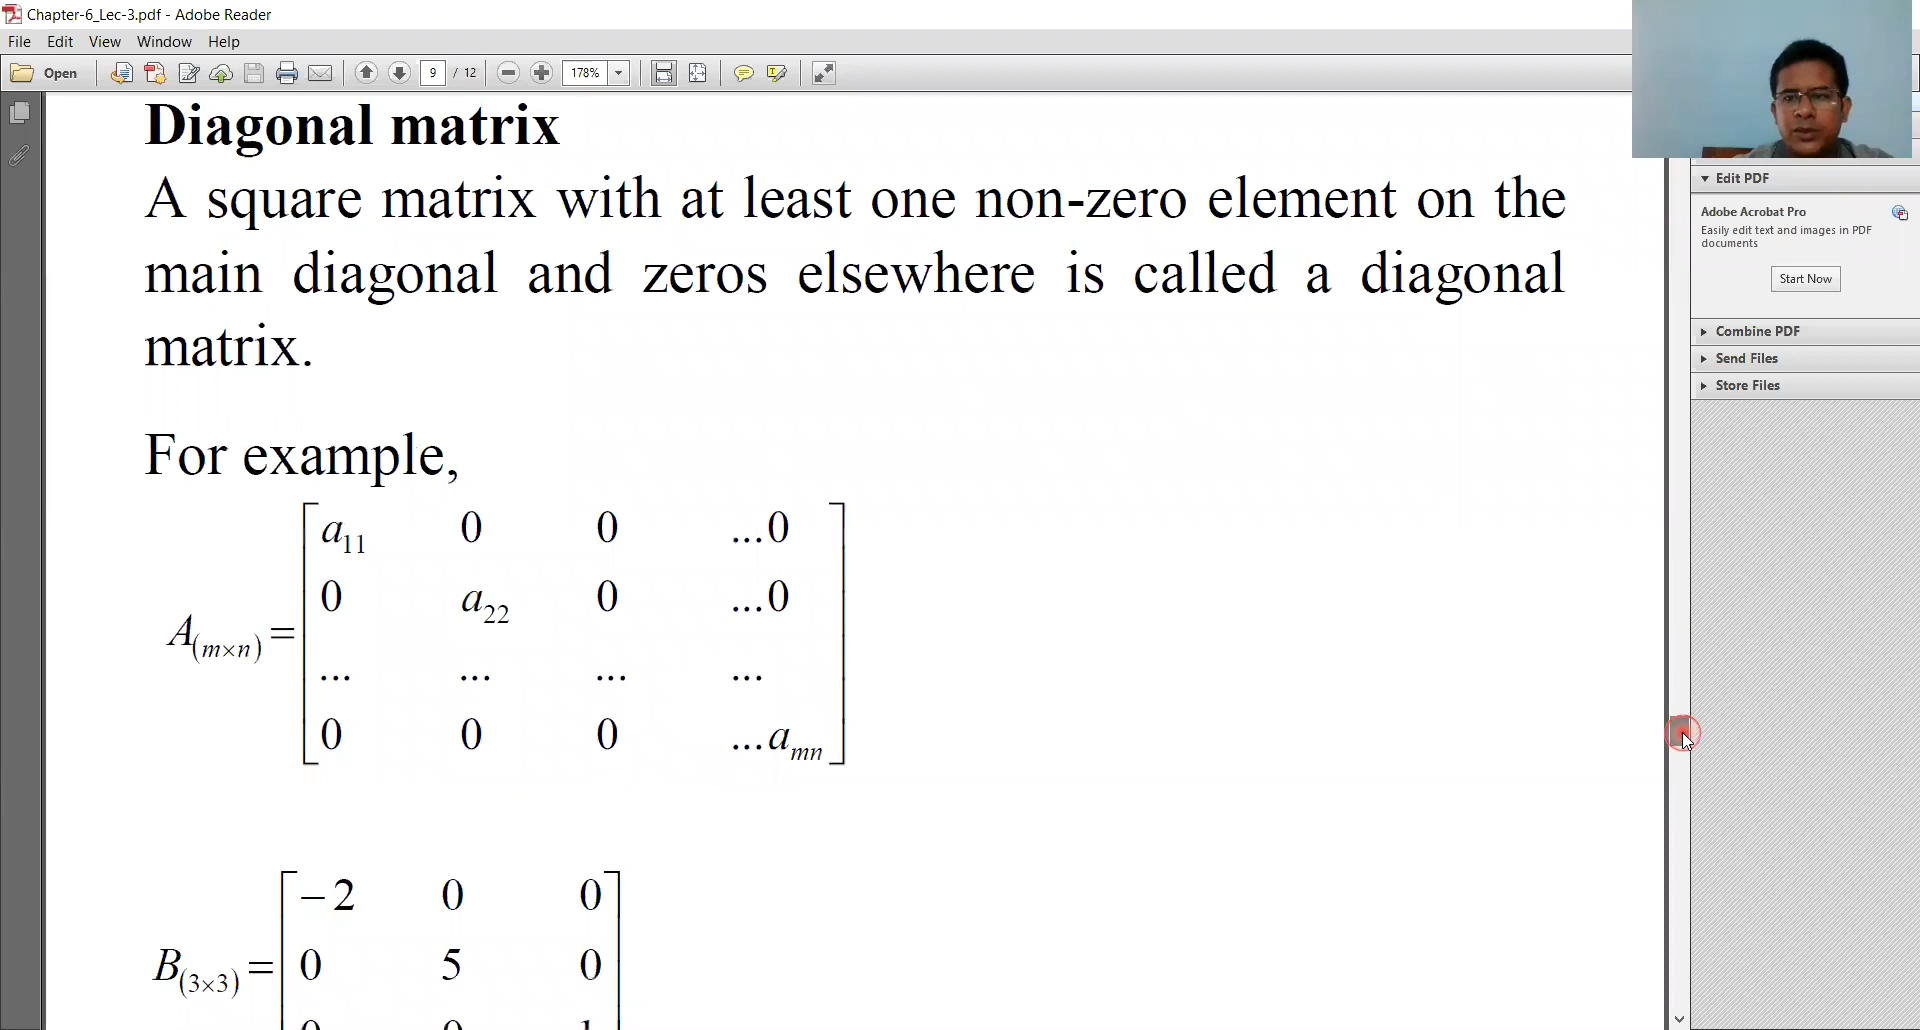 Chapter-6_Lec-3.pdf - Adobe Reader
File Edit View Window Help
Open 9 / 12 178%
Diagonal matrix
A square matrix with at least one non-zero element on the
main diagonal and zeros elsewhere is called a diagonal
matrix.
For example,
a11 0 0 ...0
0 a22 0 ...0
A(m×n) =
... ... ... ...
0 0 0 ...amn
−2 0 0
B(3×3) = 0 5 0
0 0 1
Edit PDF
Adobe Acrobat Pro
Easily edit text and images in PDF
documents
Start Now
Combine PDF
Send Files
Store Files